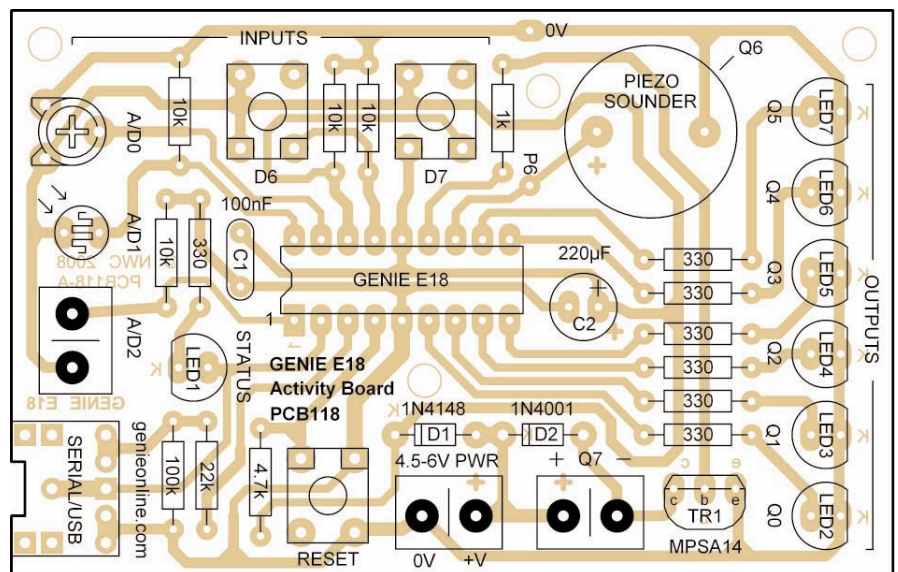 INPUTS
0V
Q6
PIEZO
SOUNDER
+
10k
A/D0
10k
10k
1k
D6
D7
P6
Q5
LED7
K
Q4
LED6
100nF
A/D1
10k
330
C1
NWC 2008
PCB118-A
GENIE E18
220µF
+
C2
+
330
330
330
330
330
330
Q3
LED5
OUTPUTS
1
1
A/D2
GENIE E18
K
LED1
STATUS
GENIE E18
Activity Board
PCB118
Q2
LED4
K
K
1N4148
D1
1N4001
D2
Q1
LED3
SERIAL/USB
genieonline.com
100k
22k
4.7k
RESET
4.5-6V PWR
+
0V
+V
+ Q7 −
+
c
e
c
b
e
TR1
MPSA14
Q0
LED2
K